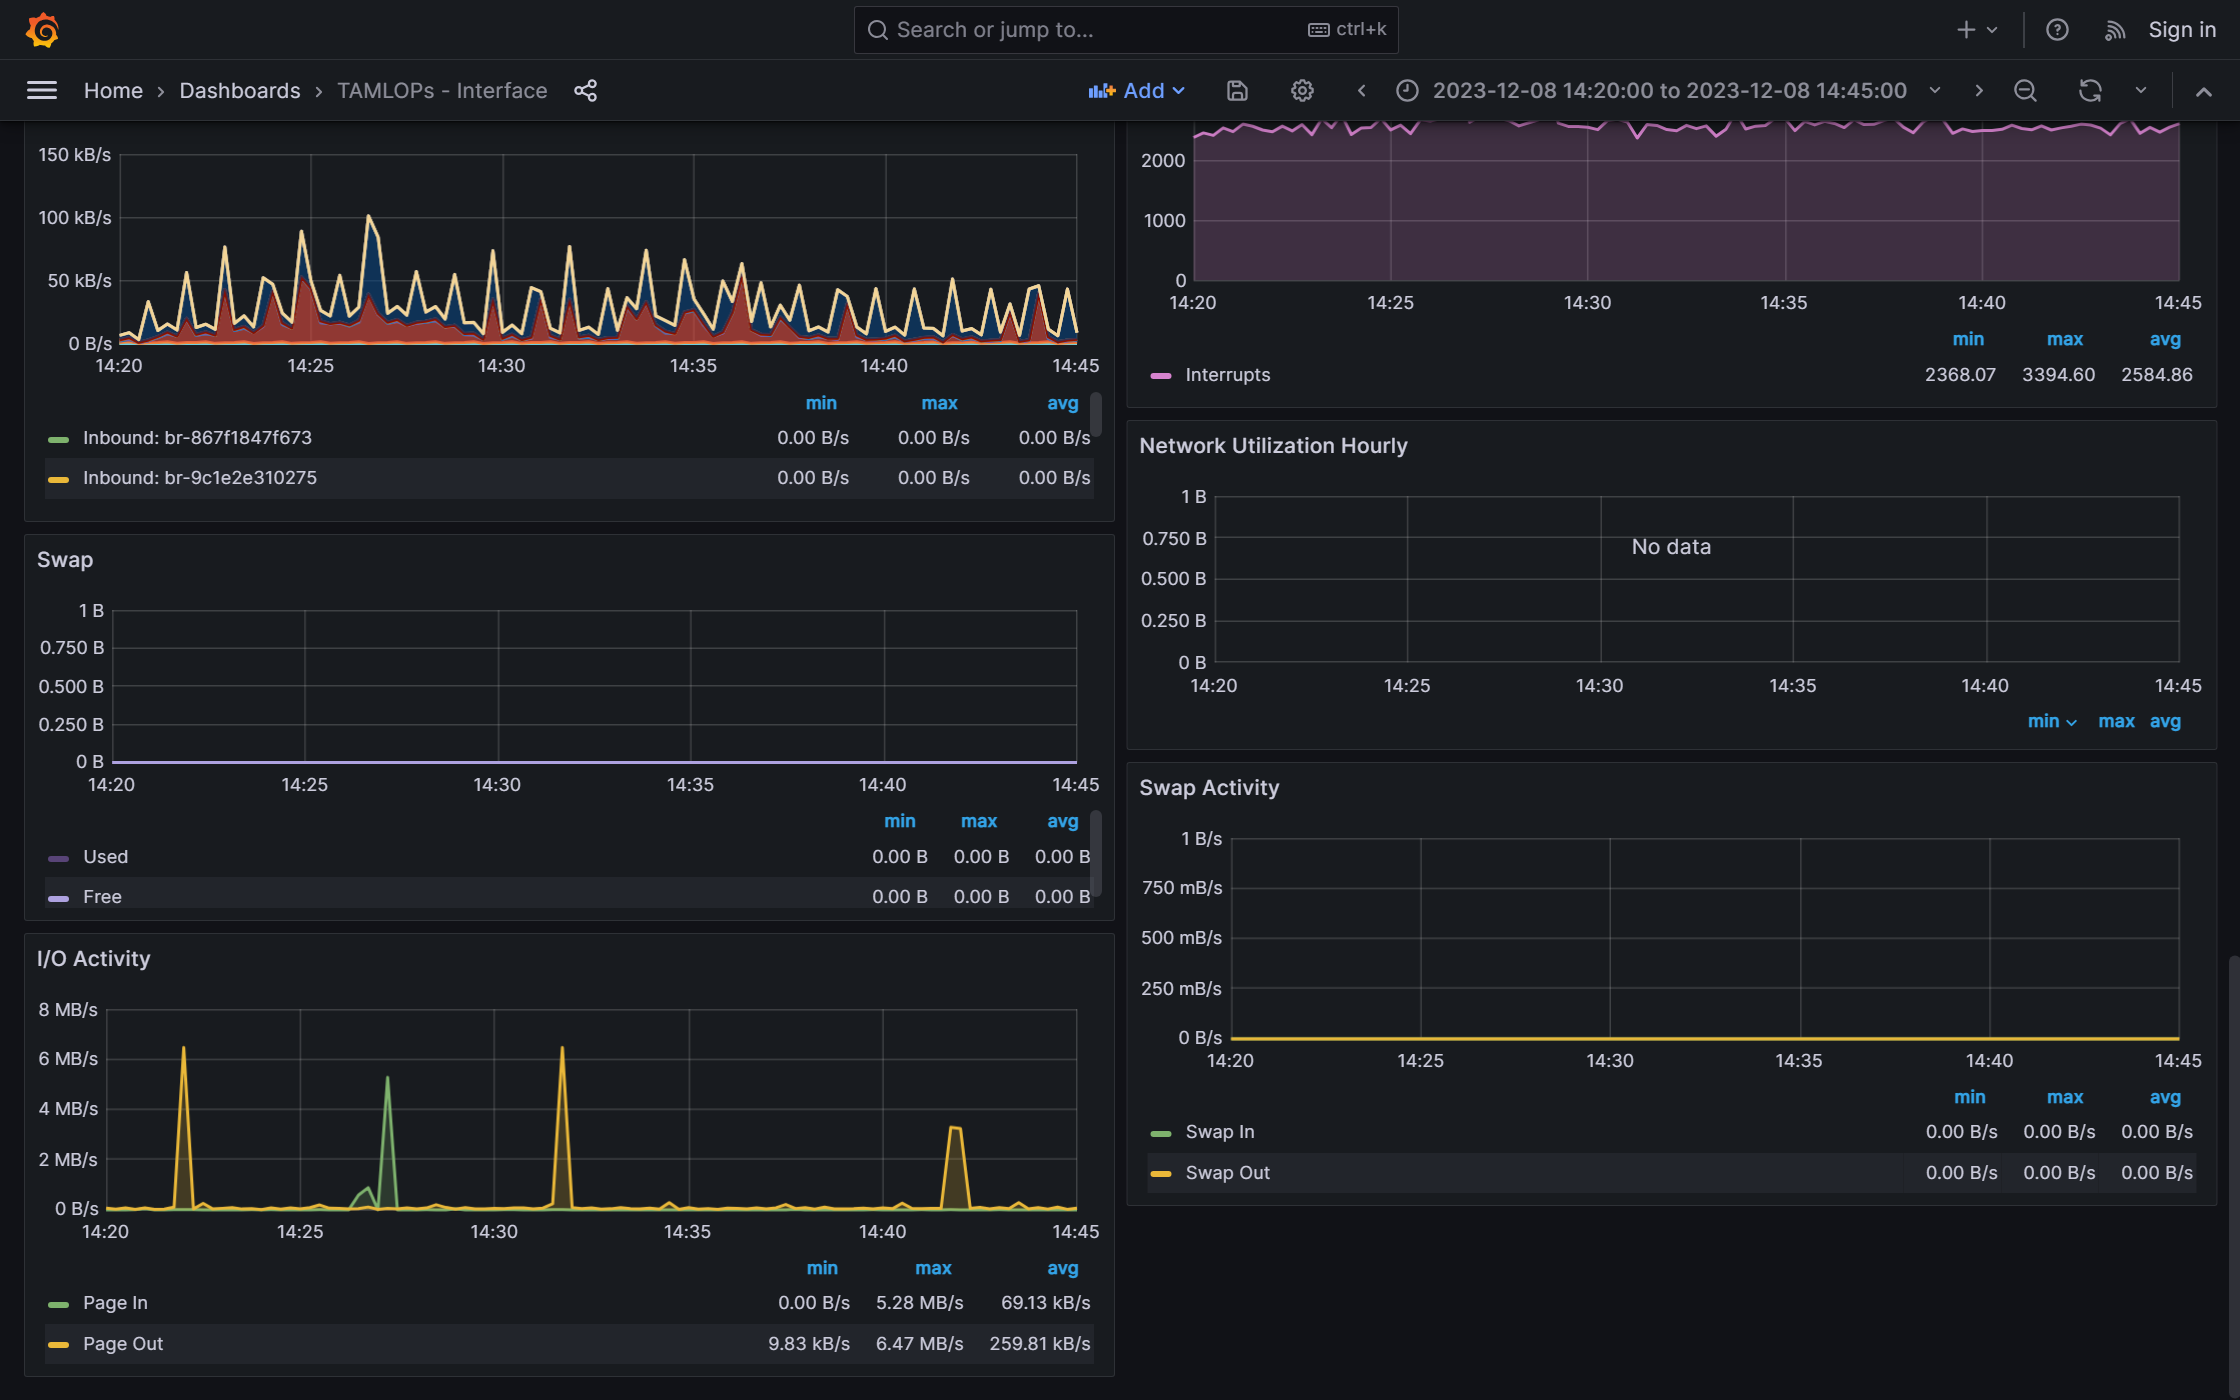 Search or jump to...
ctrl+k
Sign in
Home › Dashboards › TAMLOPs - Interface
Add
2023-12-08 14:20:00 to 2023-12-08 14:45:00
150 kB/s
100 kB/s
50 kB/s
0 B/s
14:20 14:25 14:30 14:35 14:40 14:45
min max avg
Inbound: br-867f1847f673 0.00 B/s 0.00 B/s 0.00 B/s
Inbound: br-9c1e2e310275 0.00 B/s 0.00 B/s 0.00 B/s
2000
1000
0
14:20 14:25 14:30 14:35 14:40 14:45
min max avg
Interrupts 2368.07 3394.60 2584.86
Swap
1 B
0.750 B
0.500 B
0.250 B
0 B
14:20 14:25 14:30 14:35 14:40 14:45
min max avg
Used 0.00 B 0.00 B 0.00 B
Free 0.00 B 0.00 B 0.00 B
Network Utilization Hourly
1 B
0.750 B
0.500 B
0.250 B
0 B
No data
14:20 14:25 14:30 14:35 14:40 14:45
min max avg
I/O Activity
8 MB/s
6 MB/s
4 MB/s
2 MB/s
0 B/s
14:20 14:25 14:30 14:35 14:40 14:45
min max avg
Page In 0.00 B/s 5.28 MB/s 69.13 kB/s
Page Out 9.83 kB/s 6.47 MB/s 259.81 kB/s
Swap Activity
1 B/s
750 mB/s
500 mB/s
250 mB/s
0 B/s
14:20 14:25 14:30 14:35 14:40 14:45
min max avg
Swap In 0.00 B/s 0.00 B/s 0.00 B/s
Swap Out 0.00 B/s 0.00 B/s 0.00 B/s